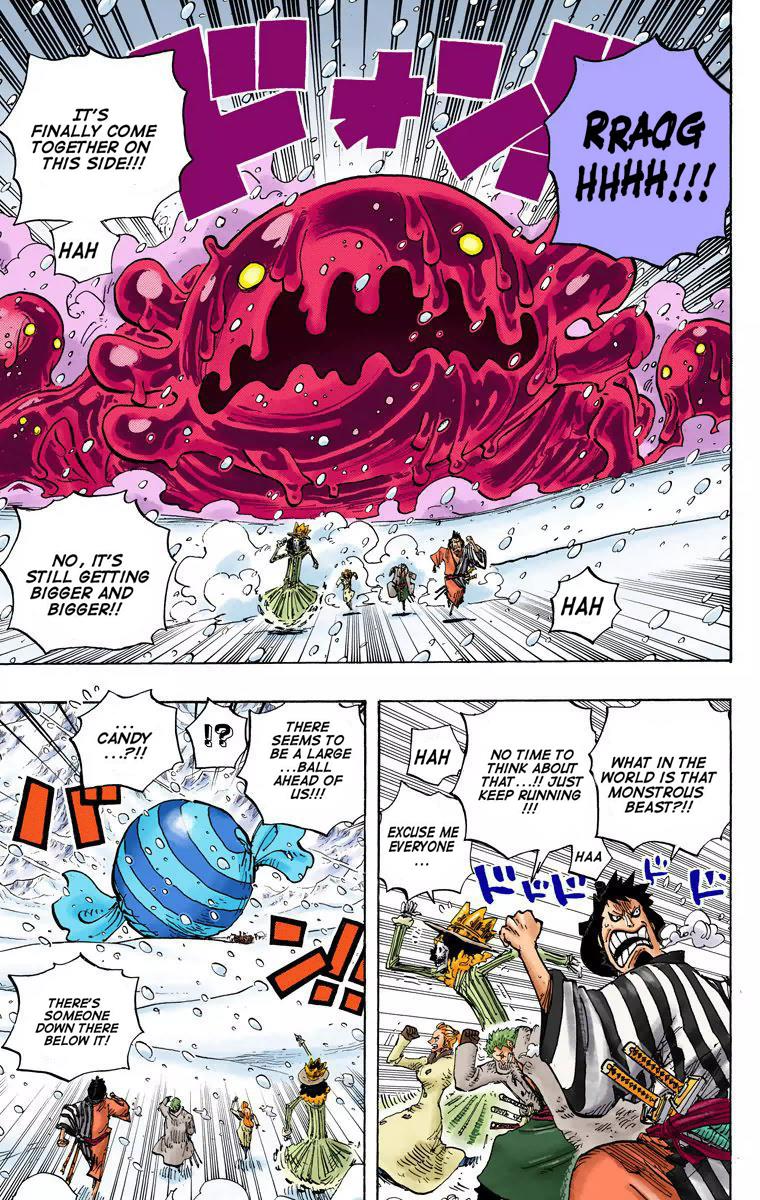 ドォン!!
RRAOG
HHHH!!!
IT'S
FINALLY COME
TOGETHER ON
THIS SIDE!!!
HAH
NO, IT'S
STILL GETTING
BIGGER AND
BIGGER!!
HAH
WHAT IN THE
WORLD IS THAT
MONSTROUS
BEAST?!!
NO TIME TO
THINK ABOUT
THAT...!! JUST
KEEP RUNNING
!!!
HAH
HAA
EXCUSE ME
EVERYONE
...
ドドドド ド
THERE
SEEMS TO
BE A LARGE
...BALL
AHEAD OF
US!!!
!?
...
CANDY
...?!!
バン!!
THERE'S
SOMEONE
DOWN THERE
BELOW IT!